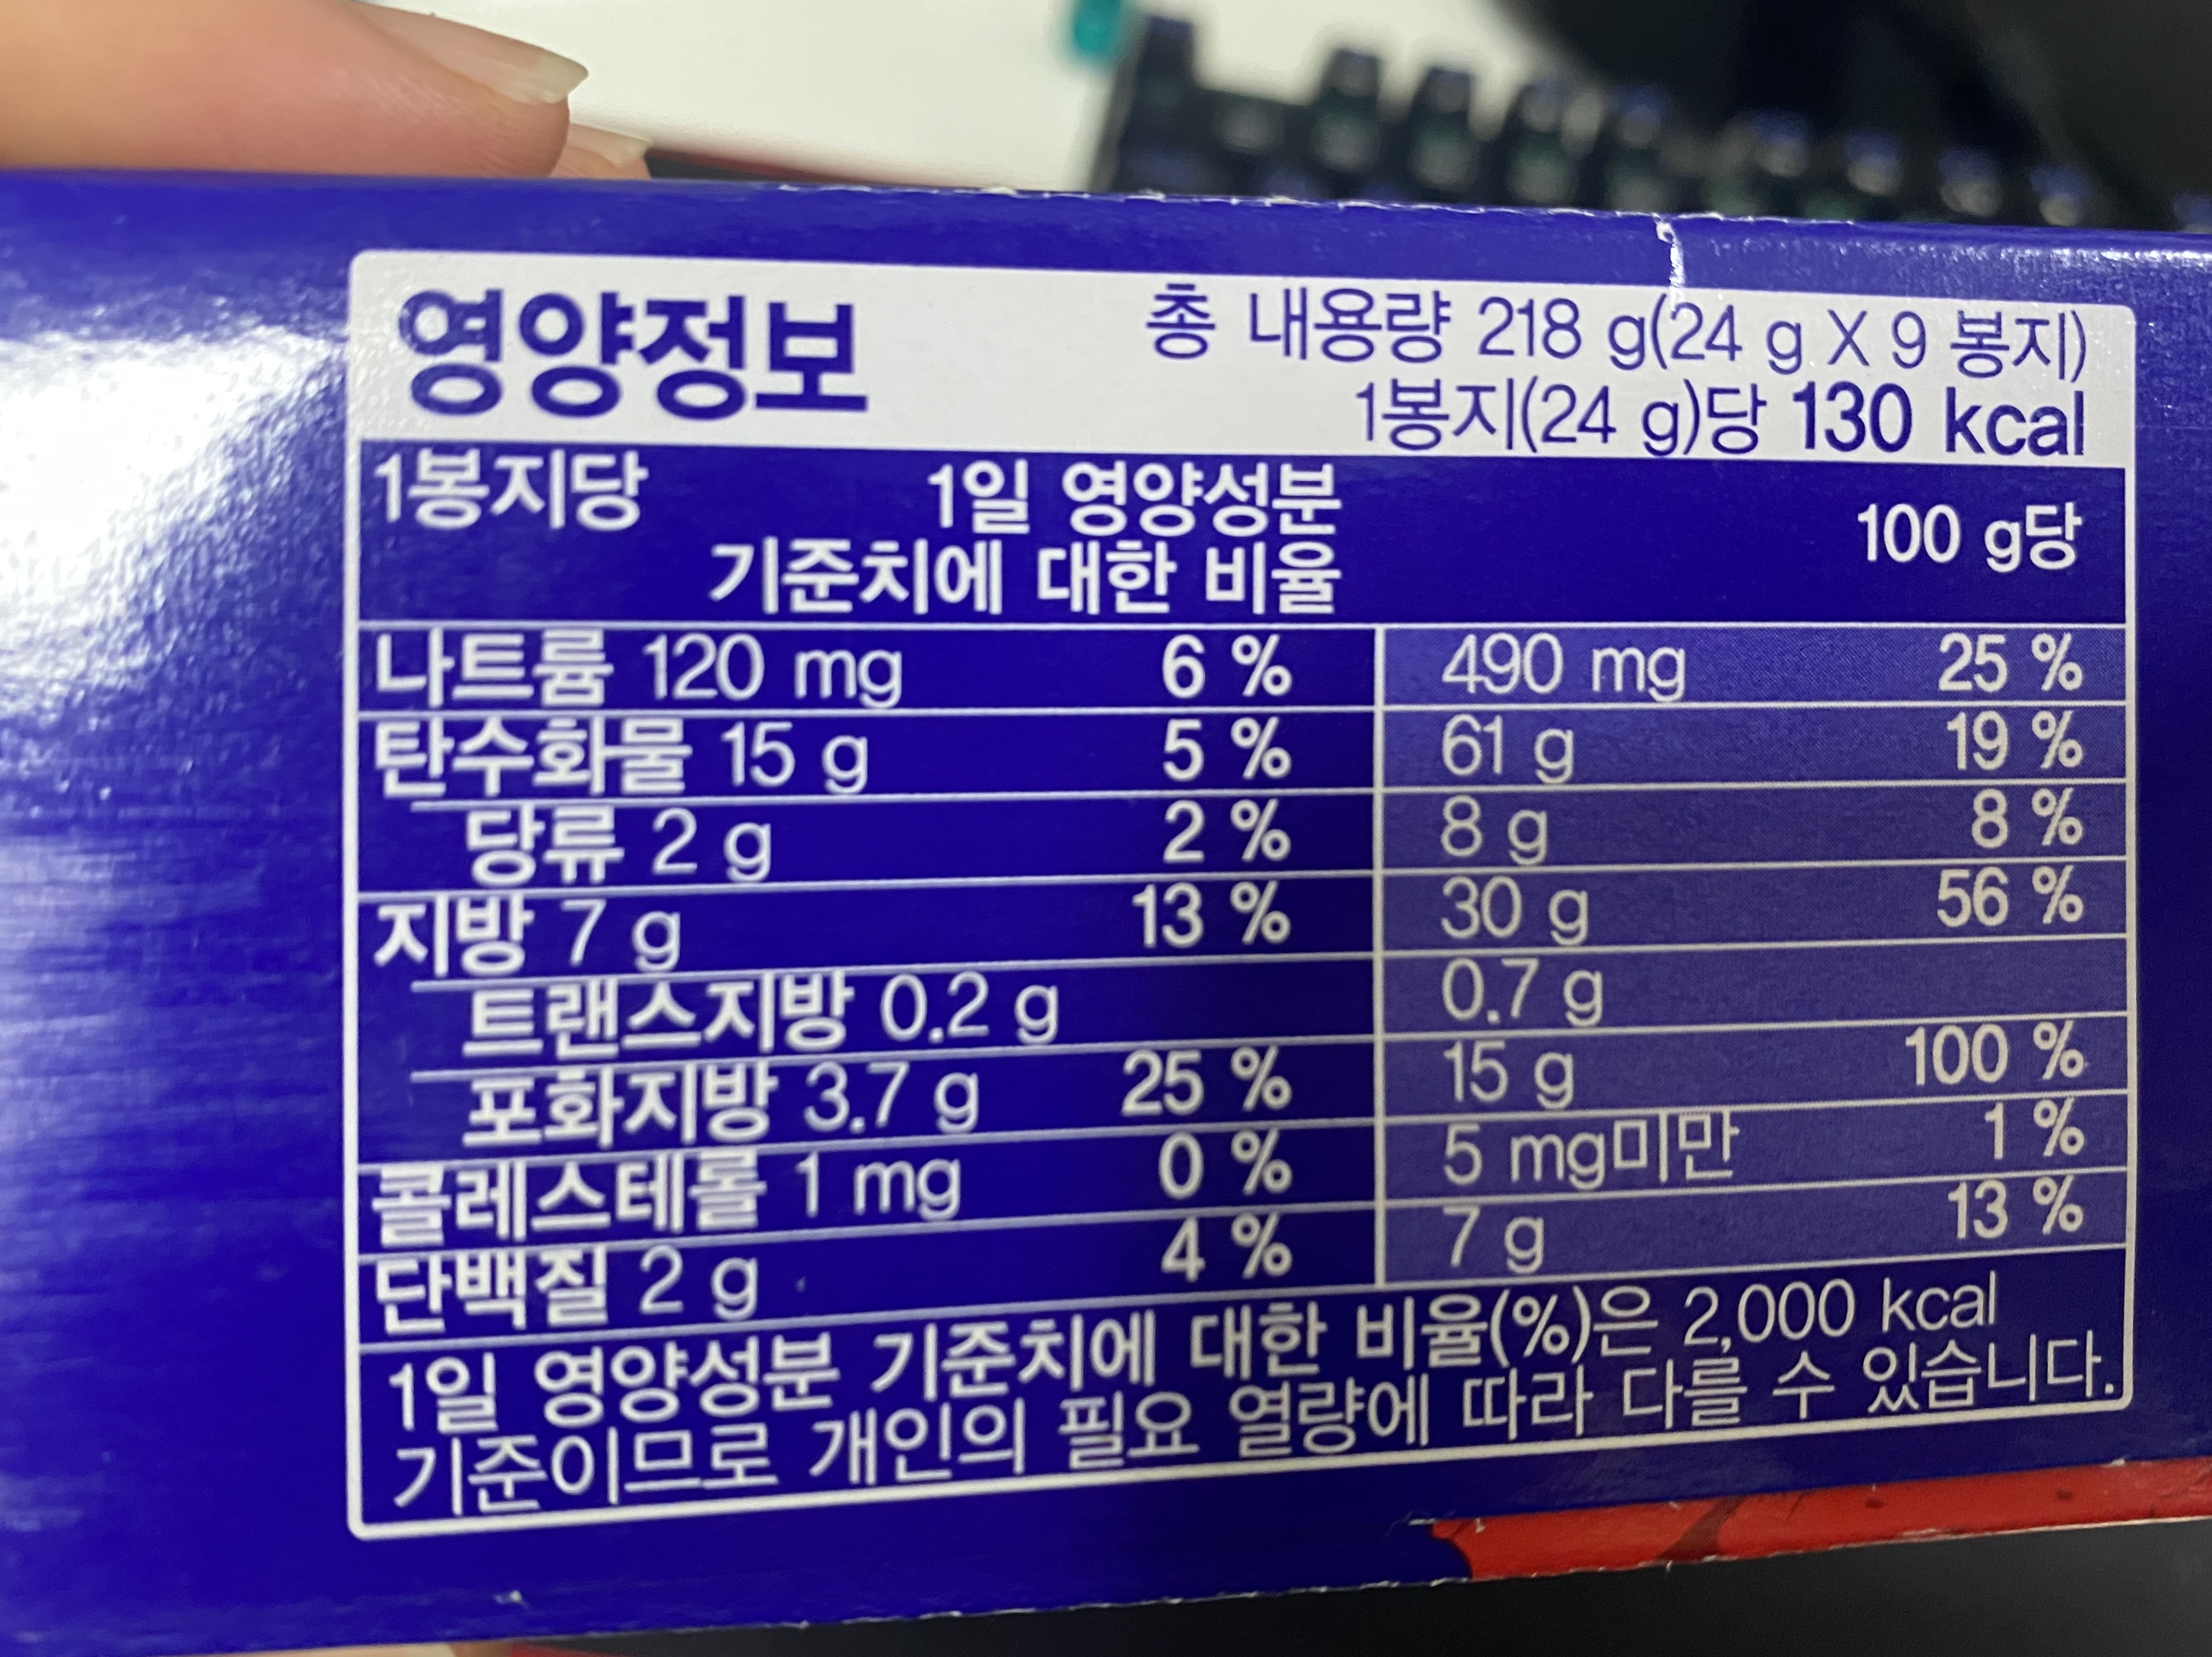 영양정보
총 내용량 218 g(24 g X 9 봉지)
1봉지(24 g)당 130 kcal
1봉지당 1일 영양성분 기준치에 대한 비율 100 g당
나트륨 120 mg 6 % 490 mg 25 %
탄수화물 15 g 5 % 61 g 19 %
당류 2 g 2 % 8 g 8 %
지방 7 g 13 % 30 g 56 %
트랜스지방 0.2 g 0.7 g
포화지방 3.7 g 25 % 15 g 100 %
콜레스테롤 1 mg 0 % 5 mg미만 1 %
단백질 2 g 4 % 7 g 13 %
1일 영양성분 기준치에 대한 비율(%)은 2,000 kcal
기준이므로 개인의 필요 열량에 따라 다를 수 있습니다.